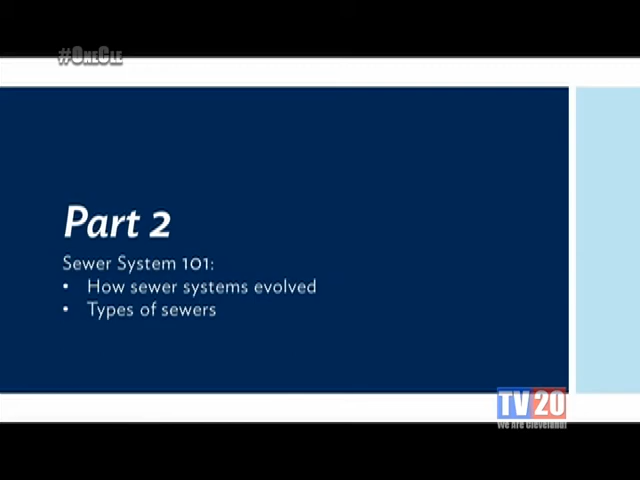 #OneCle
Part 2
Sewer System 101:
• How sewer systems evolved
• Types of sewers
TV20
We Are Cleveland!